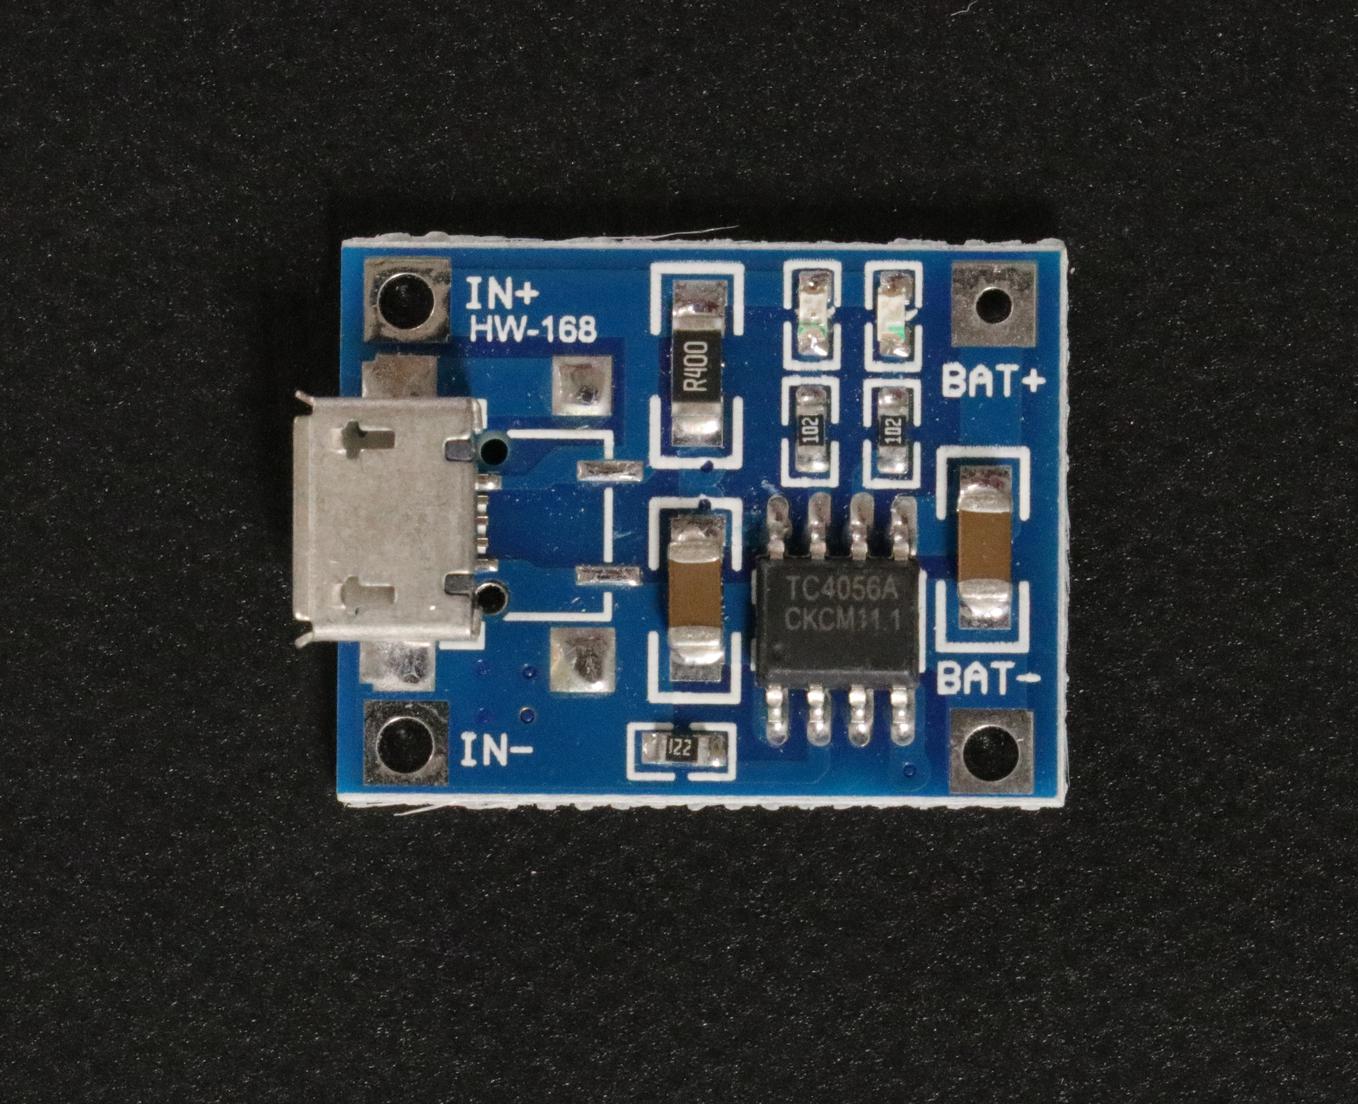 IN+
HW-168
R400
BAT+
102
102
TC4056A
CKCM11.1
BAT-
IN-
122